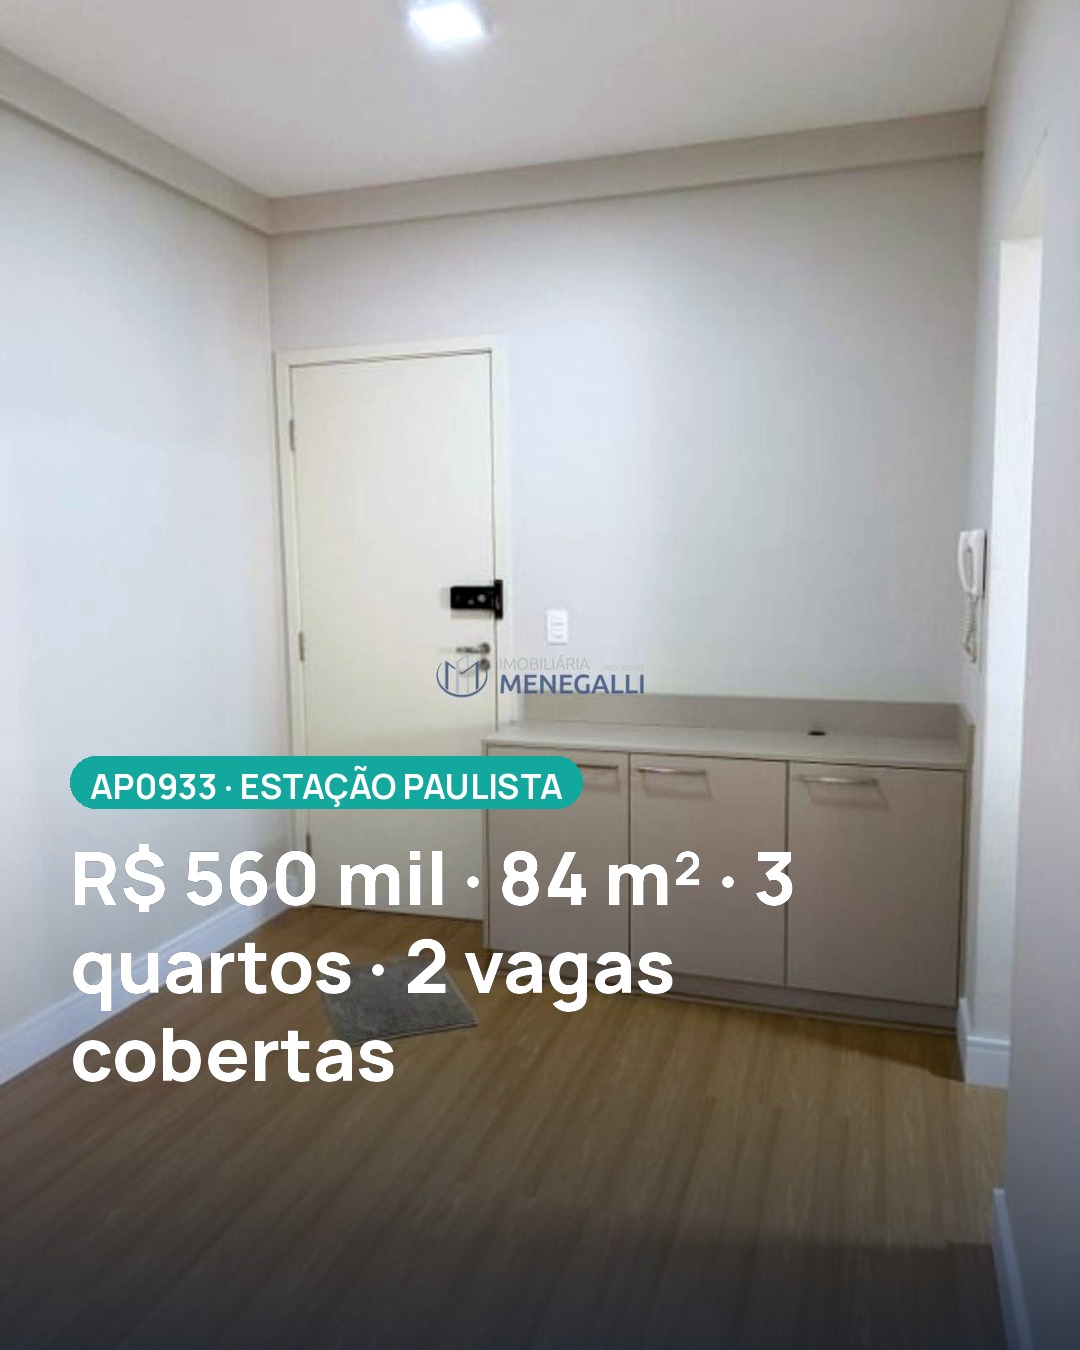 IMOBILIÁRIA
MENEGALLI
AP0933 · ESTAÇÃO PAULISTA
R$ 560 mil · 84 m² · 3
quartos · 2 vagas
cobertas